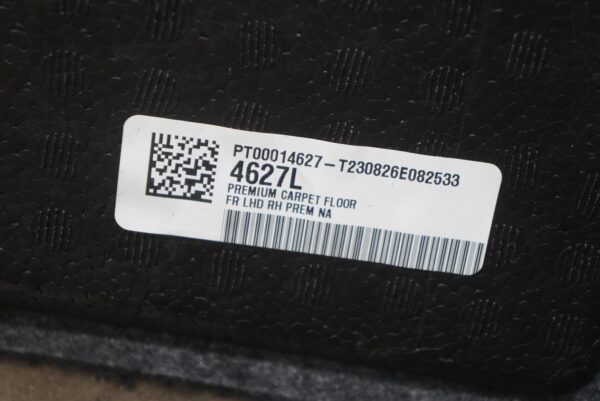 PT00014627-T230826E082533
4627L
PREMIUM CARPET FLOOR
FR LHD RH PREM NA